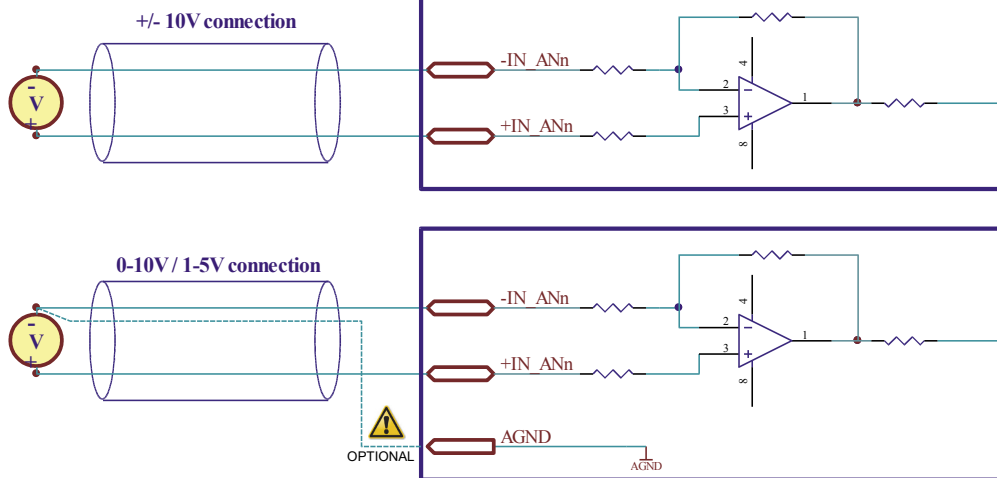 +/- 10V connection
-
V
+
-IN_ANn
+IN_ANn
4
2
-
3
+
1
8
0-10V / 1-5V connection
-
V
+
-IN_ANn
+IN_ANn
4
2
-
3
+
1
8
!
OPTIONAL
AGND
AGND